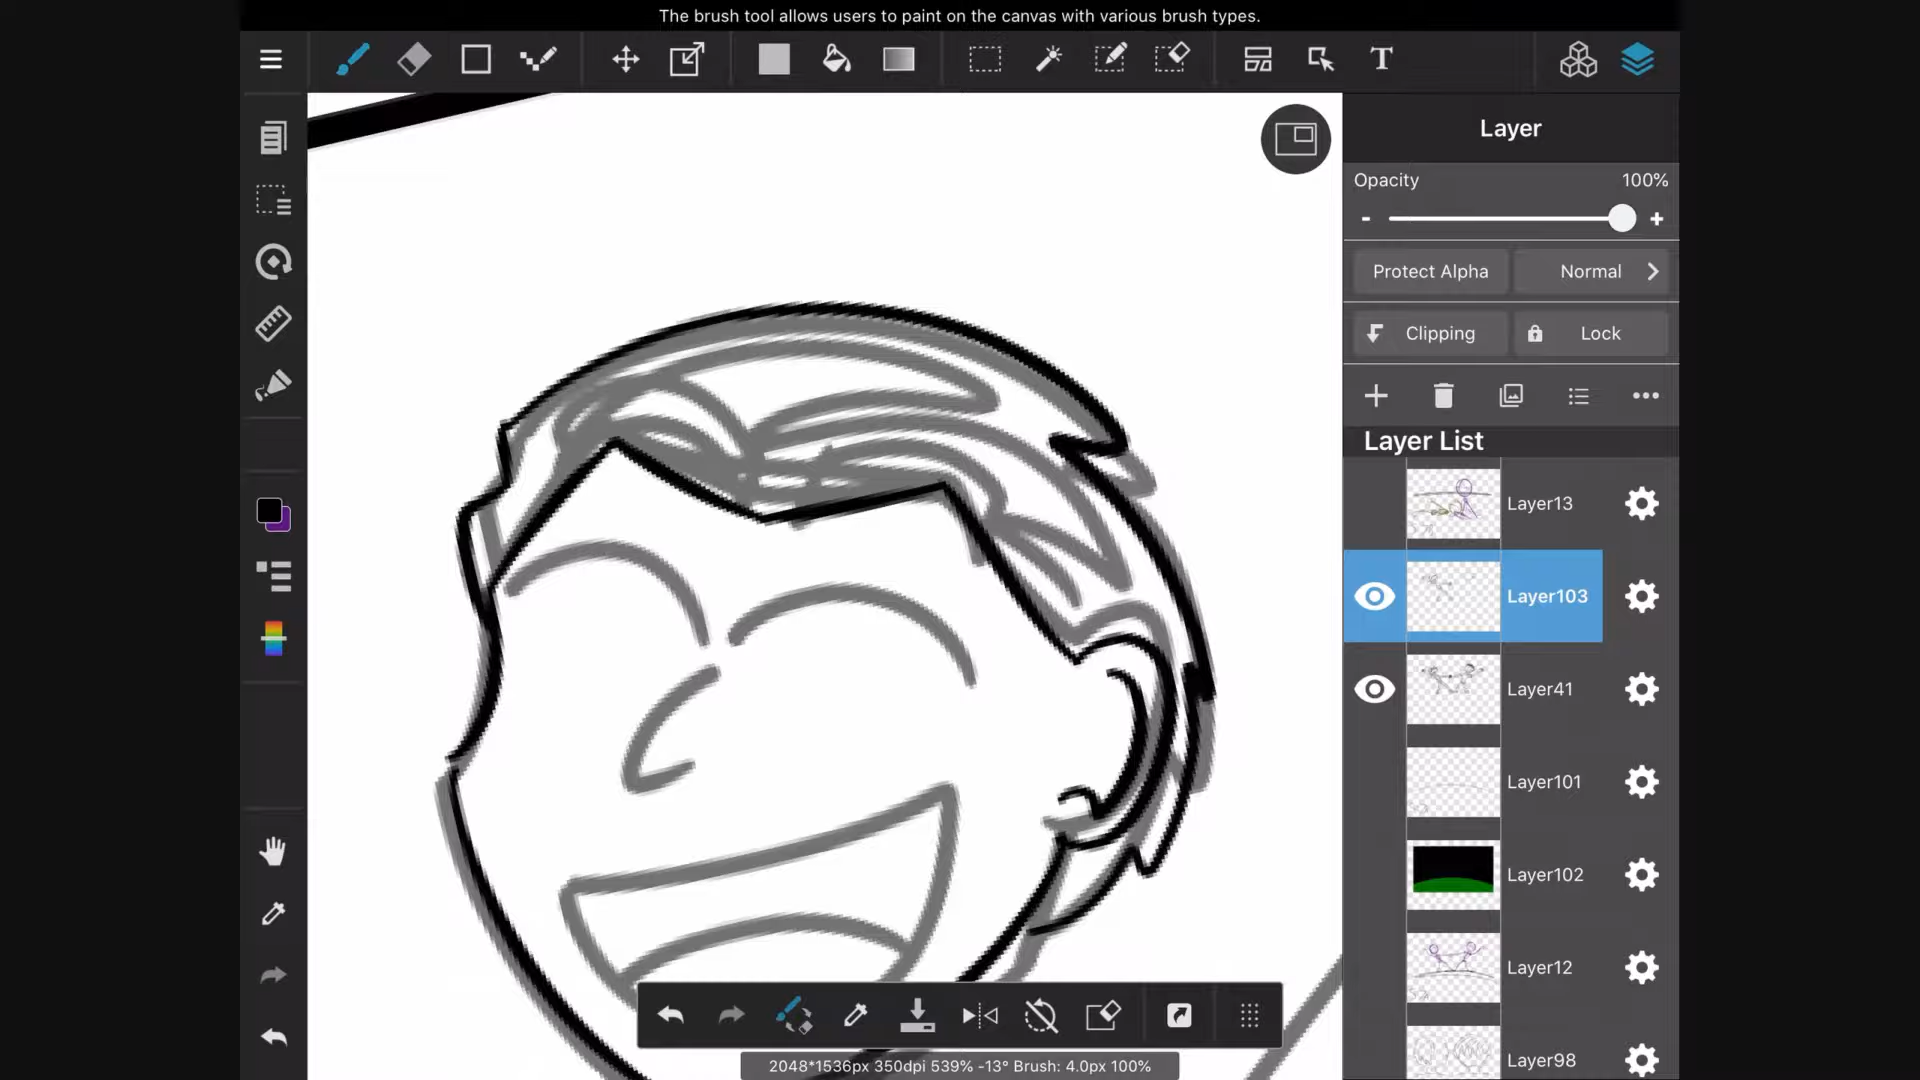 The brush tool allows users to paint on the canvas with various brush types.
T
Layer
Opacity 100%
- +
Protect Alpha Normal
Clipping Lock
Layer List
Layer13
Layer103
Layer41
Layer101
Layer102
Layer12
Layer98
2048*1536px 350dpi 539% -13° Brush: 4.0px 100%